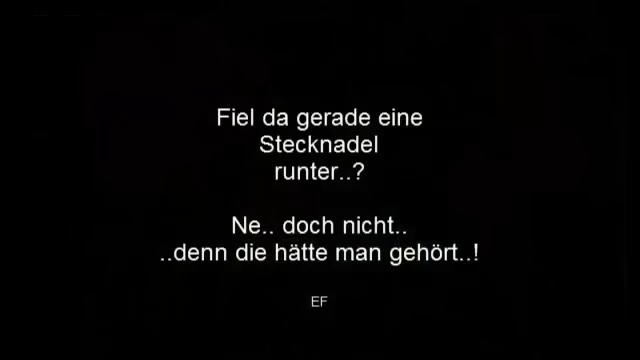 Fiel da gerade eine
Stecknadel
runter..?
Ne.. doch nicht..
..denn die hätte man gehört..!
EF